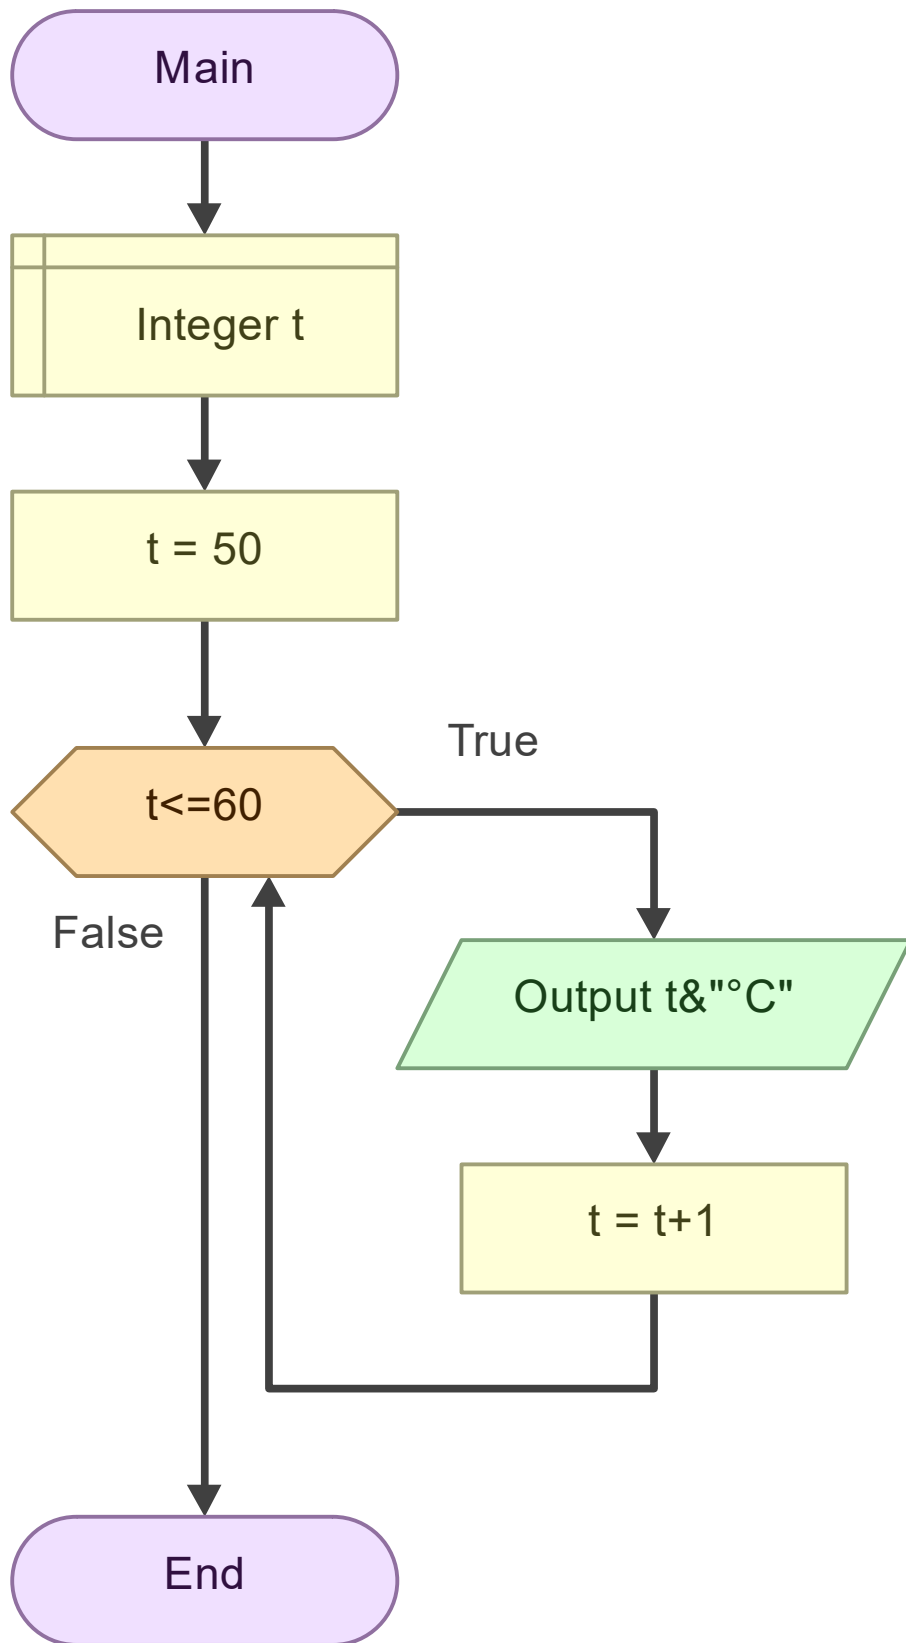 Main
Integer t
t = 50
t<=60
True
False
Output t&"°C"
t = t+1
End